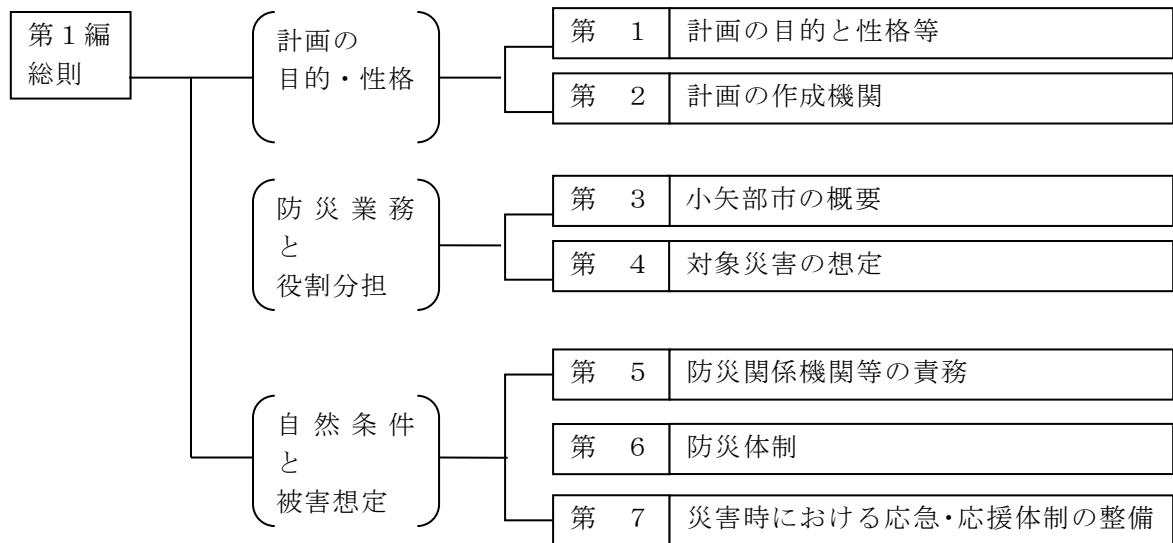 第１編
総則
計画の
目的・性格
第　１　計画の目的と性格等
第　２　計画の作成機関
防災業務
と
役割分担
第　３　小矢部市の概要
第　４　対象災害の想定
自然条件
と
被害想定
第　５　防災関係機関等の責務
第　６　防災体制
第　７　災害時における応急・応援体制の整備